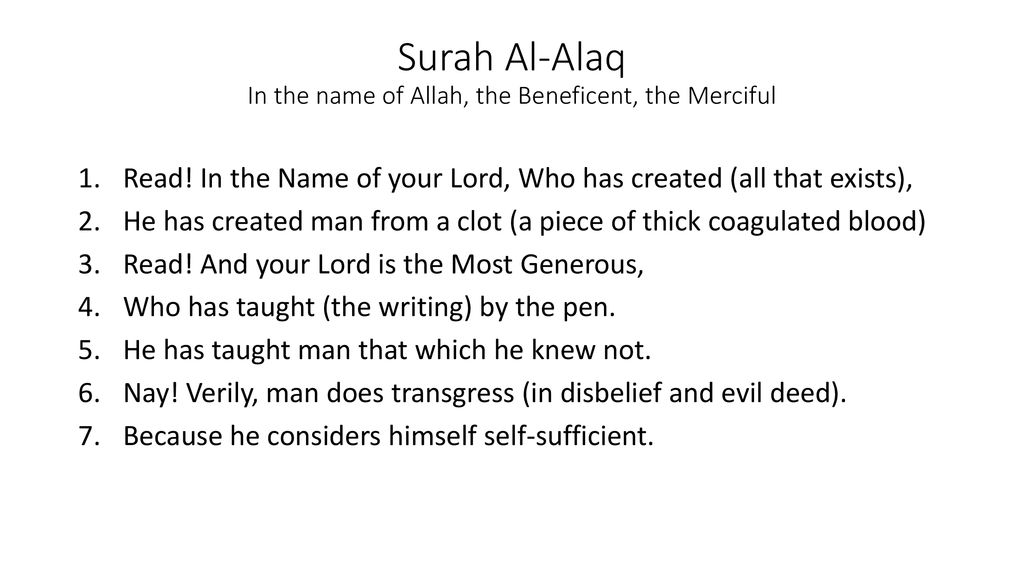 Surah Al-Alaq
In the name of Allah, the Beneficent, the Merciful
1. Read! In the Name of your Lord, Who has created (all that exists),
2. He has created man from a clot (a piece of thick coagulated blood)
3. Read! And your Lord is the Most Generous,
4. Who has taught (the writing) by the pen.
5. He has taught man that which he knew not.
6. Nay! Verily, man does transgress (in disbelief and evil deed).
7. Because he considers himself self-sufficient.